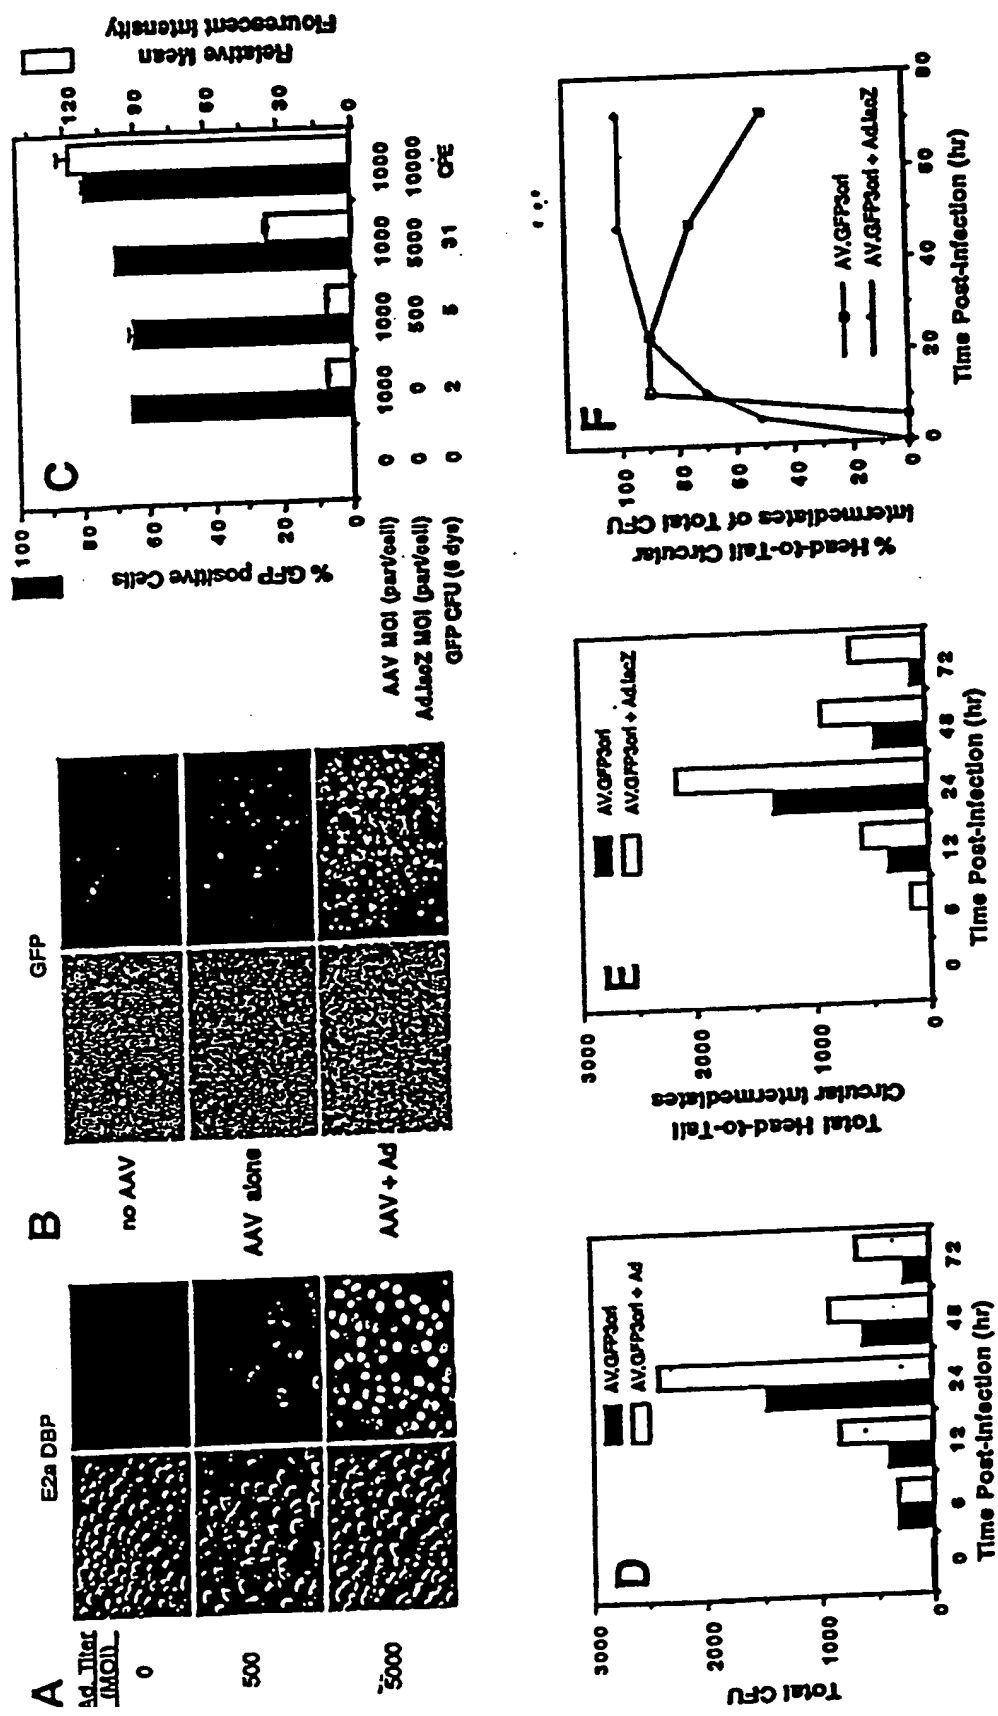 A
Ad. Titer
(MOI)
0
500
5000
E2a DBP
B
GFP
no AAV
AAV alone
AAV + Ad
C
% GFP positive Cells
100
80
60
40
20
0
Relative Mean
Flourescent Intensity
120
90
60
30
0
AAV MOI (part/cell) 0 1000 1000 1000 1000
Ad.lacZ MOI (part/cell) 0 0 500 5000 10000
GFP CFU (6 dys) 0 2 5 31 CPE
D
Total CFU
3000
2000
1000
0
AV.GFP3ori
AV.GFP3ori + Ad
0 6 12 24 48 72
Time Post-Infection (hr)
E
Total Head-to-Tail
Circular Intermediates
3000
2000
1000
0
AV.GFP3ori
AV.GFP3ori + Ad.lacZ
0 6 12 24 48 72
Time Post-Infection (hr)
F
% Head-to-Tail Circular
Intermediates of Total CFU
100
80
60
40
20
0
AV.GFP3ori
AV.GFP3ori + Ad.lacZ
0 20 40 60 80
Time Post-Infection (hr)